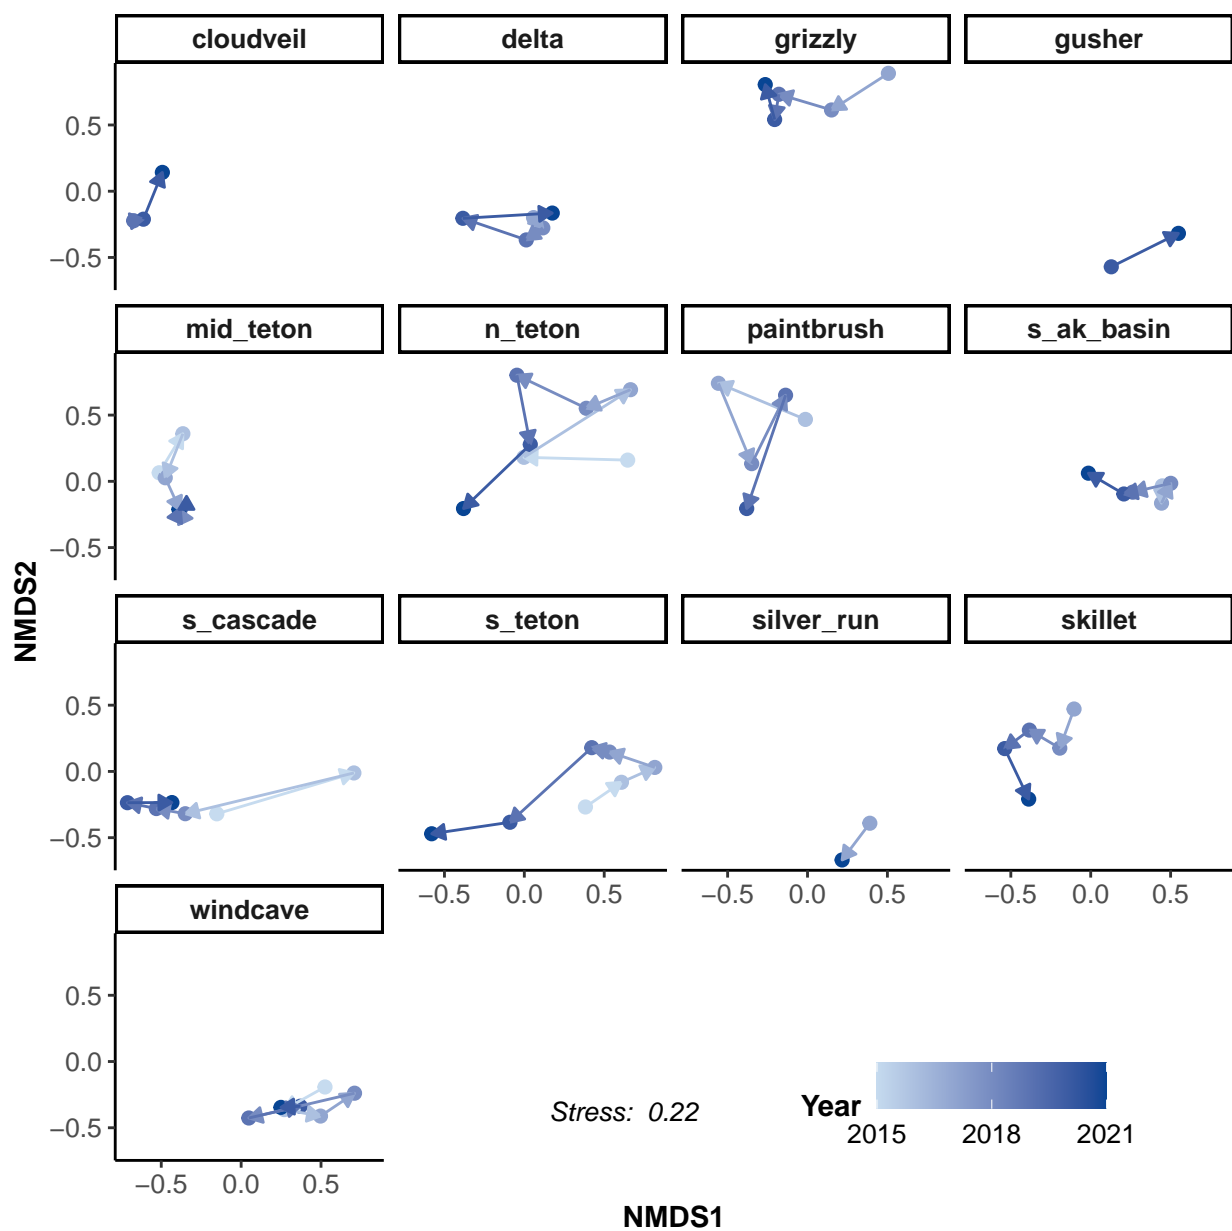 cloudveil delta grizzly gusher
0.5
0.0
−0.5
mid_teton n_teton paintbrush s_ak_basin
0.5
0.0
−0.5
NMDS2
s_cascade s_teton silver_run skillet
0.5
0.0
−0.5
−0.5 0.0 0.5 −0.5 0.0 0.5 −0.5 0.0 0.5
windcave
0.5
0.0
−0.5
Stress: 0.22
Year
2015 2018 2021
−0.5 0.0 0.5
NMDS1